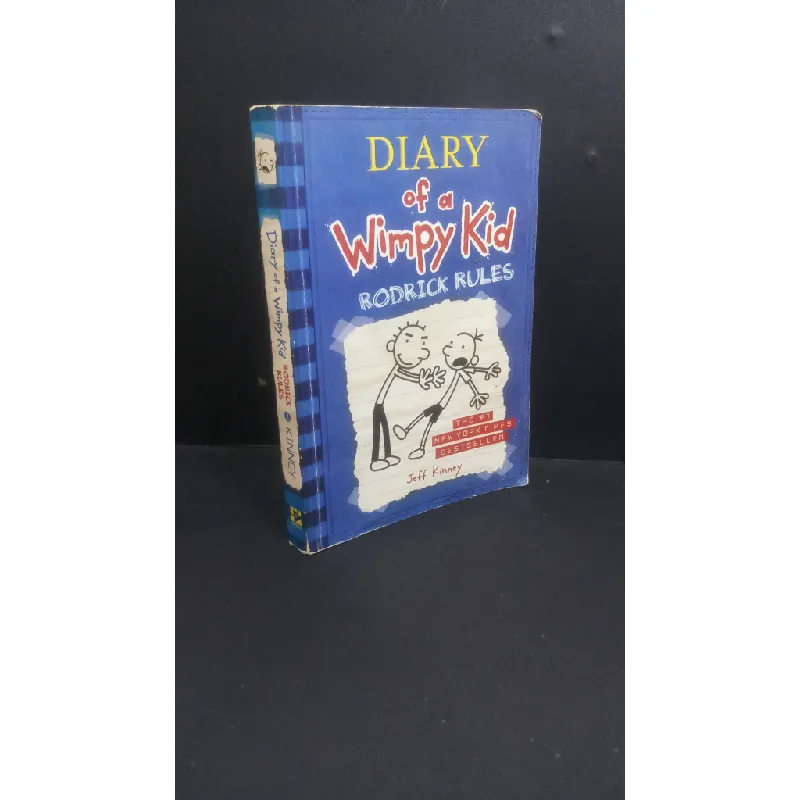 DIARY
of a
Wimpy Kid
RODRICK RULES
THE #1
NEW YORK TIMES
BESTSELLER
Jeff Kinney
Diary of a Wimpy Kid RODRICK RULES KINNEY